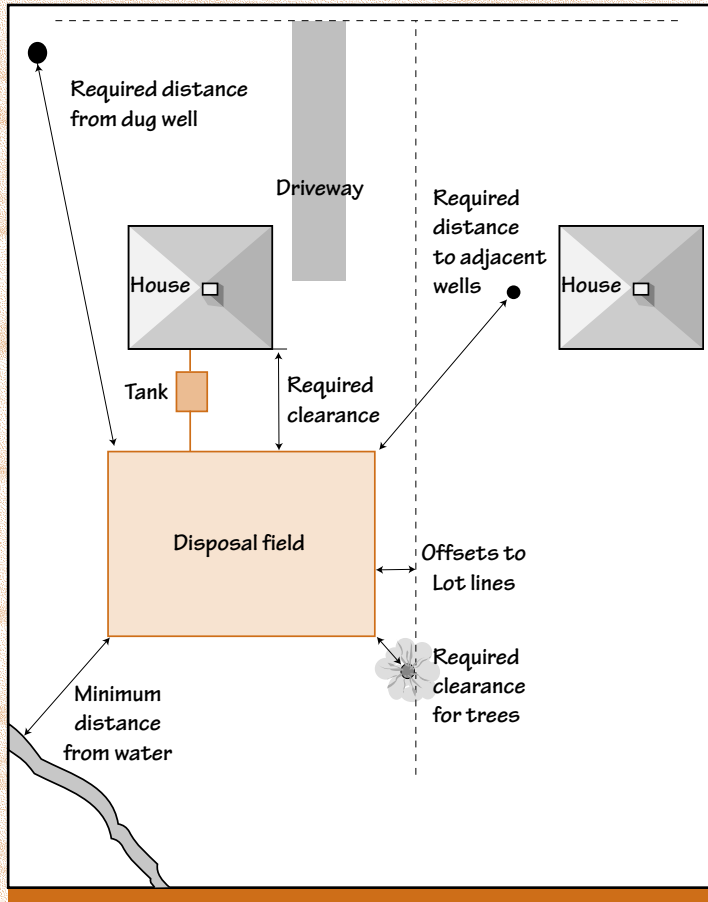 Required distance
from dug well
Driveway
Required
distance
to adjacent
wells
House
House
Tank
Required
clearance
Disposal field
Offsets to
Lot lines
Required
clearance
for trees
Minimum
distance
from water